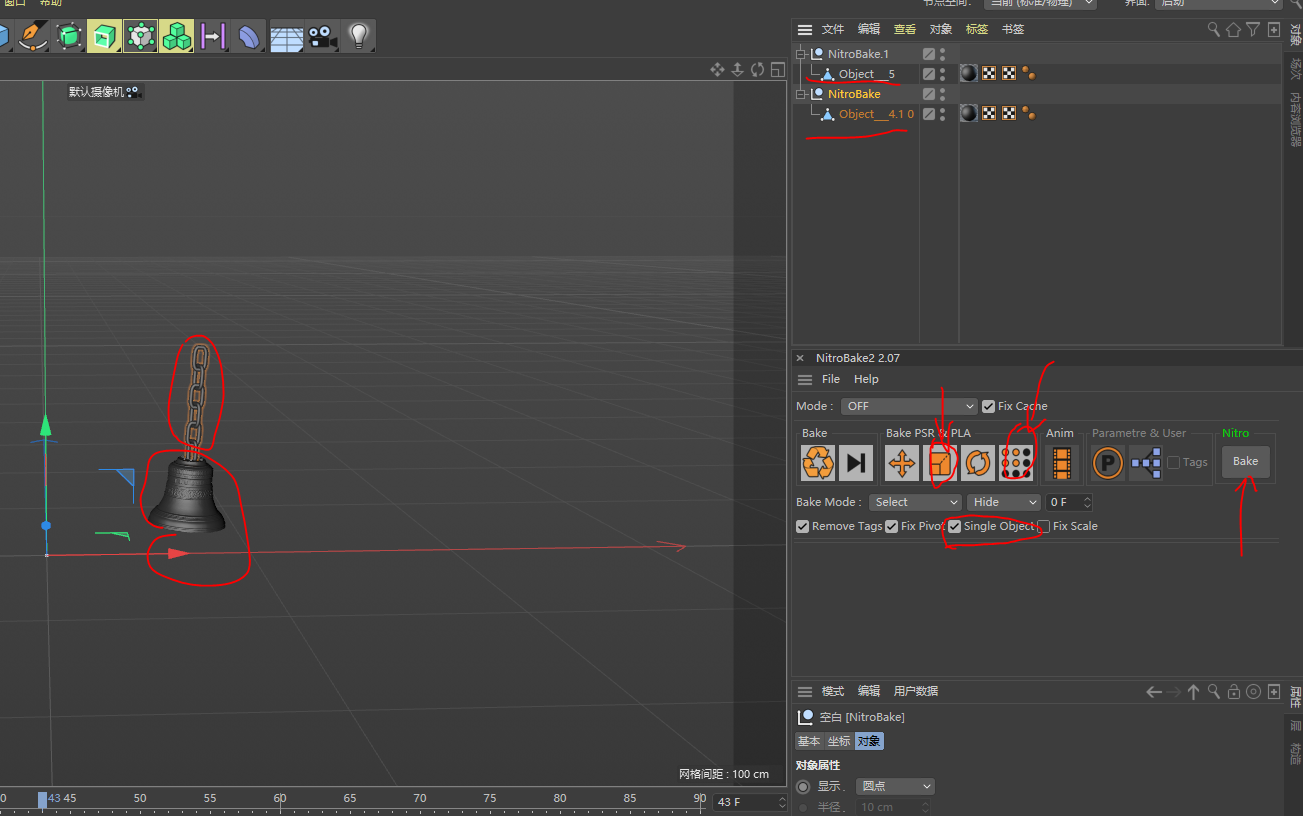 窗口 帮助
节点空间: 当前 (标准/物理) 界面: 启动
文件 编辑 查看 对象 标签 书签
对象
场次
内容浏览器
NitroBake.1
Object__5
NitroBake
Object__4.1 0
默认摄像机
NitroBake2 2.07
File Help
Mode : OFF Fix Cache
Bake Bake PSR & PLA Anim Parametre & User Nitro
P Tags Bake
Bake Mode : Select Hide 0 F
Remove Tags Fix Pivot Single Object Fix Scale
模式 编辑 用户数据
属性
层
构造
空白 [NitroBake]
基本 坐标 对象
对象属性
显示 . 圆点
半径 . 10 cm
网格间距 : 100 cm
0 43 45 50 55 60 65 70 75 80 85 90 43 F